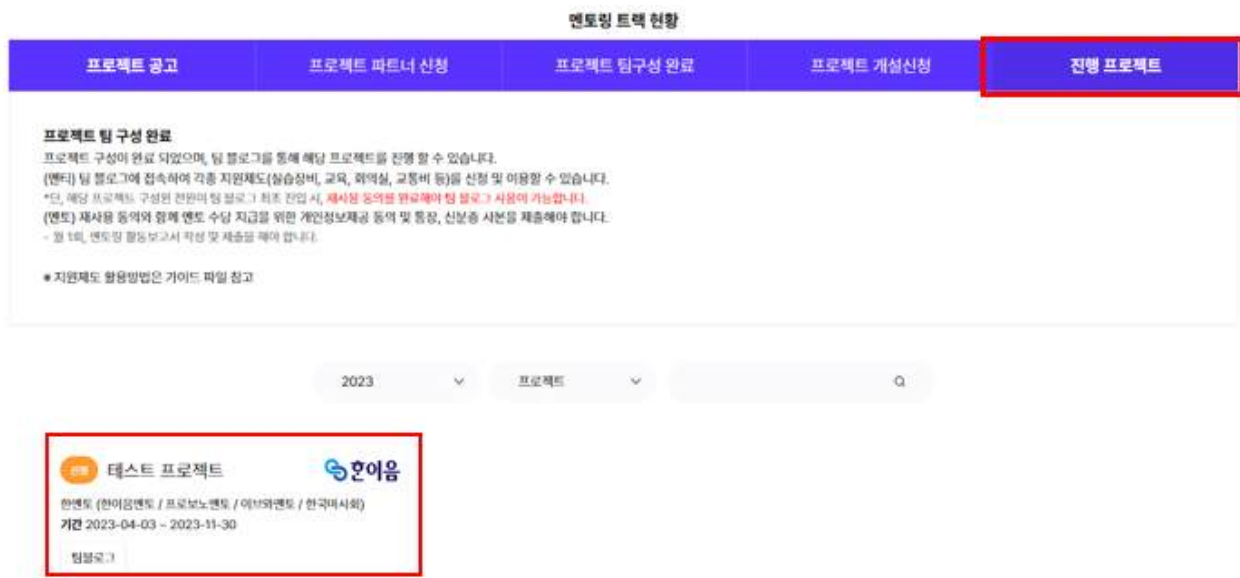 멘토링 트랙 현황
프로젝트 공고
프로젝트 파트너 신청
프로젝트 팀구성 완료
프로젝트 개설신청
진행 프로젝트
프로젝트 팀 구성 완료
프로젝트 구성이 완료 되었으며, 팀 블로그를 통해 해당 프로젝트를 진행 할 수 있습니다.
(멘티) 팀 블로그에 접속하여 각종 지원제도(실습장비, 교육, 회의실, 교통비 등)을 신청 및 이용할 수 있습니다.
*단, 해당 프로젝트 구성원 전원이 팀 블로그 최초 진입 시, 재사용 동의를 완료해야 팀 블로그 사용이 가능합니다.
(멘토) 재사용 동의와 함께 멘토 수당 지급을 위한 개인정보제공 동의 및 통장, 신분증 사본을 제출해야 합니다.
- 월 1회, 멘토링 활동보고서 작성 및 제출을 해야 합니다.
※ 지원제도 활용방법은 가이드 파일 참고
2023
프로젝트
진행
테스트 프로젝트
한이음
한멘토 (한이음멘토 / 프로보노멘토 / 이브와멘토 / 한국마사회)
기간 2023-04-03 ~ 2023-11-30
팀블로그